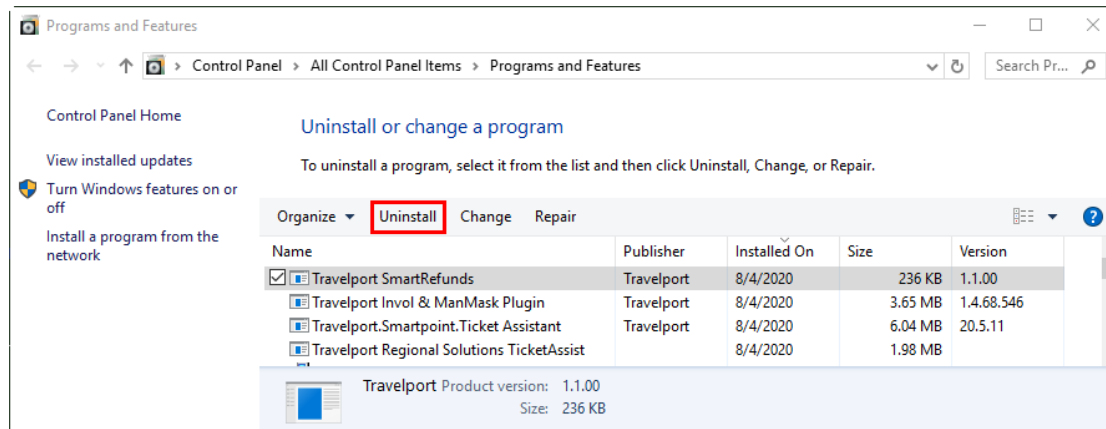 Programs and Features
Control Panel > All Control Panel Items > Programs and Features
Search Pr...
Control Panel Home
View installed updates
Turn Windows features on or
off
Install a program from the
network
Uninstall or change a program
To uninstall a program, select it from the list and then click Uninstall, Change, or Repair.
Organize Uninstall Change Repair
Name Publisher Installed On Size Version
Travelport SmartRefunds Travelport 8/4/2020 236 KB 1.1.00
Travelport Invol & ManMask Plugin Travelport 8/4/2020 3.65 MB 1.4.68.546
Travelport.Smartpoint.Ticket Assistant Travelport 8/4/2020 6.04 MB 20.5.11
Travelport Regional Solutions TicketAssist 8/4/2020 1.98 MB
Travelport Product version: 1.1.00
Size: 236 KB